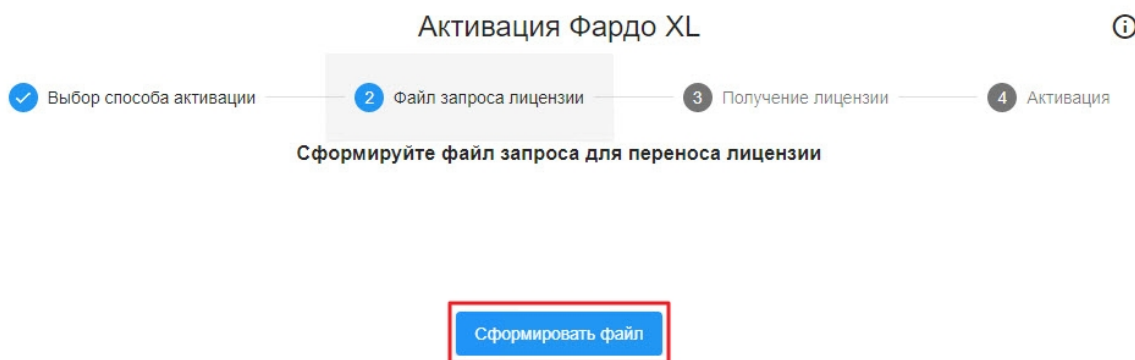 Активация Фардо XL
Выбор способа активации 2 Файл запроса лицензии 3 Получение лицензии 4 Активация
Сформируйте файл запроса для переноса лицензии
Сформировать файл